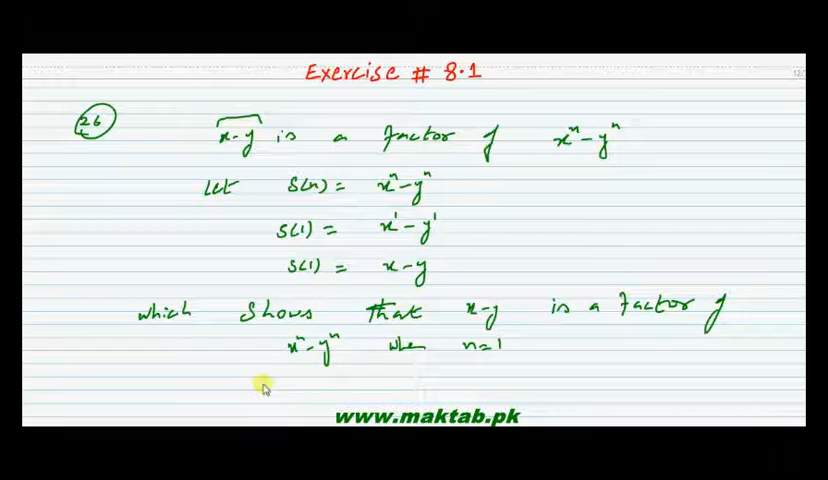 Exercise # 8.1
26
x-y is a factor of xⁿ-yⁿ
Let S(n) = xⁿ-yⁿ
S(1) = x¹-y¹
S(1) = x-y
which shows that x-y is a factor of
xⁿ-yⁿ when n=1
www.maktab.pk